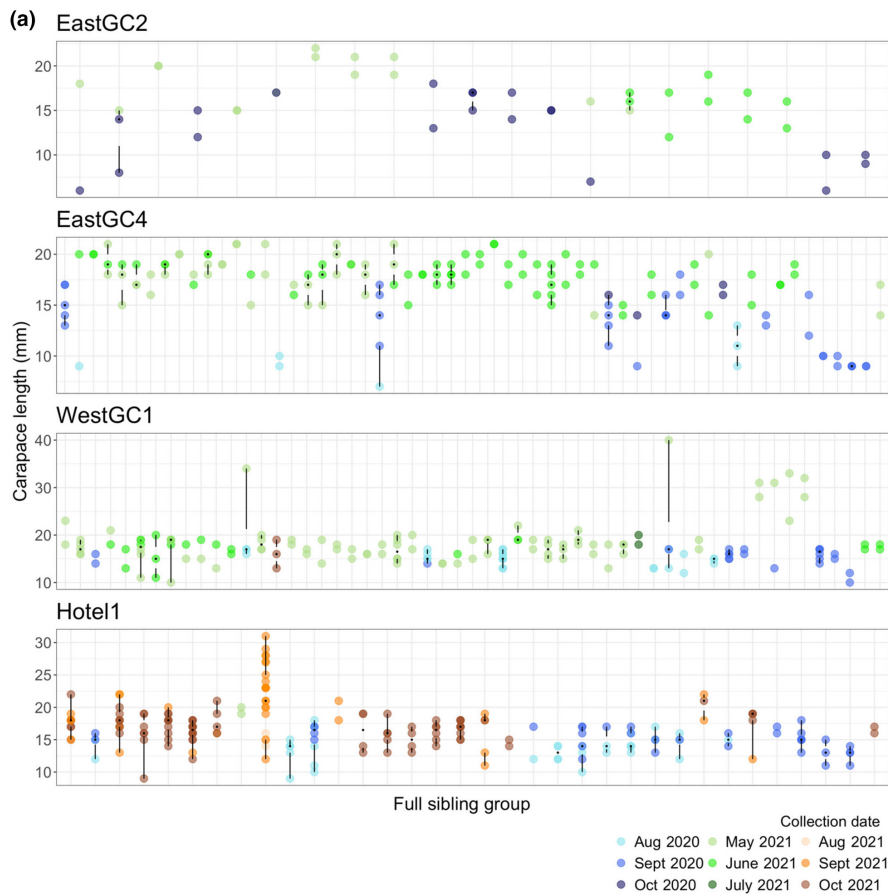 (a) EastGC2
20
15
10
EastGC4
20
15
10
WestGC1
40
30
20
10
Hotel1
30
25
20
15
10
Carapace length (mm)
Full sibling group
Collection date
Aug 2020 May 2021 Aug 2021
Sept 2020 June 2021 Sept 2021
Oct 2020 July 2021 Oct 2021